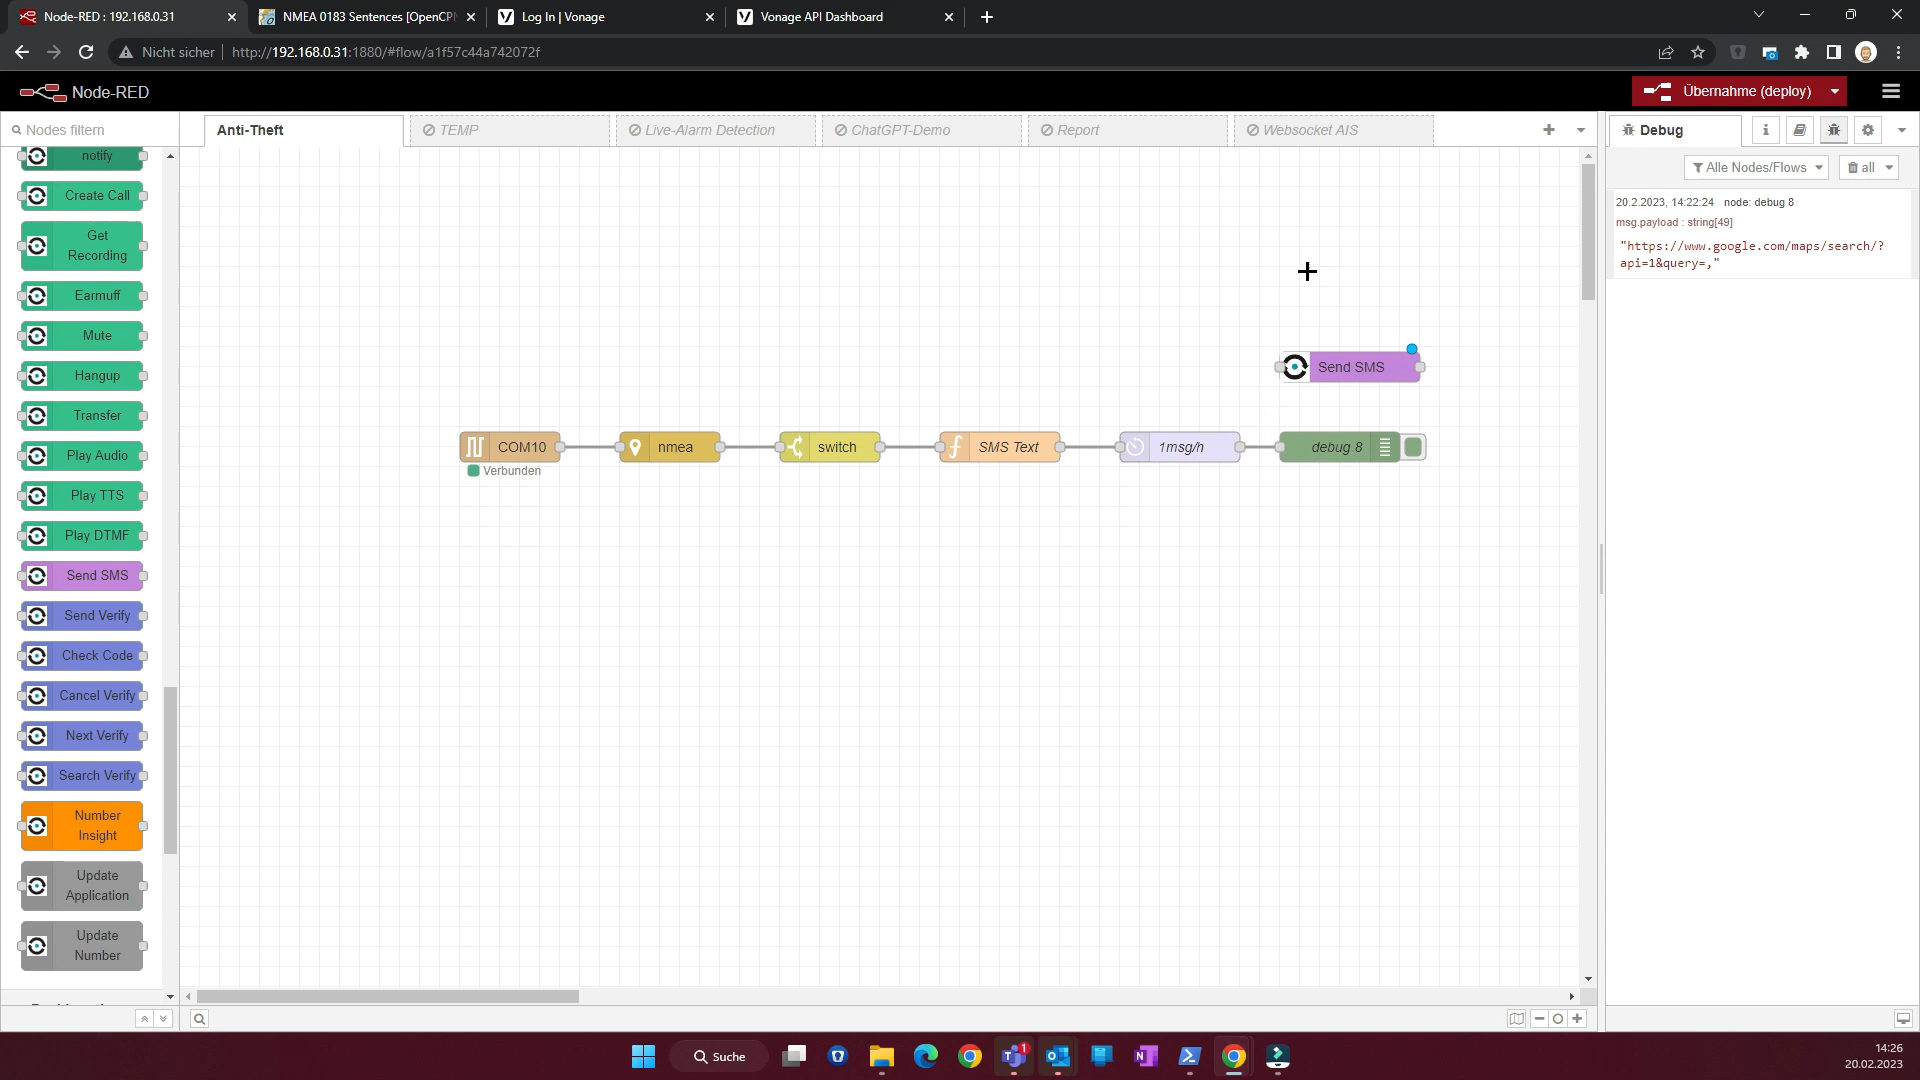 Node-RED : 192.168.0.31
NMEA 0183 Sentences [OpenCPN
Log In | Vonage
Vonage API Dashboard
Nicht sicher
http://192.168.0.31:1880/#flow/a1f57c44a742072f
Node-RED
Übernahme (deploy)
Nodes filtern
Anti-Theft
TEMP
Live-Alarm Detection
ChatGPT-Demo
Report
Websocket AIS
Debug
notify
Create Call
Get
Recording
Earmuff
Mute
Hangup
Transfer
Play Audio
Play TTS
Play DTMF
Send SMS
Send Verify
Check Code
Cancel Verify
Next Verify
Search Verify
Number
Insight
Update
Application
Update
Number
Send SMS
COM10
Verbunden
nmea
switch
SMS Text
1msg/h
debug 8
Alle Nodes/Flows
all
20.2.2023, 14:22:24 node: debug 8
msg.payload : string[49]
"https://www.google.com/maps/search/?
api=1&query=,"
Suche
1
14:26
20.02.2023